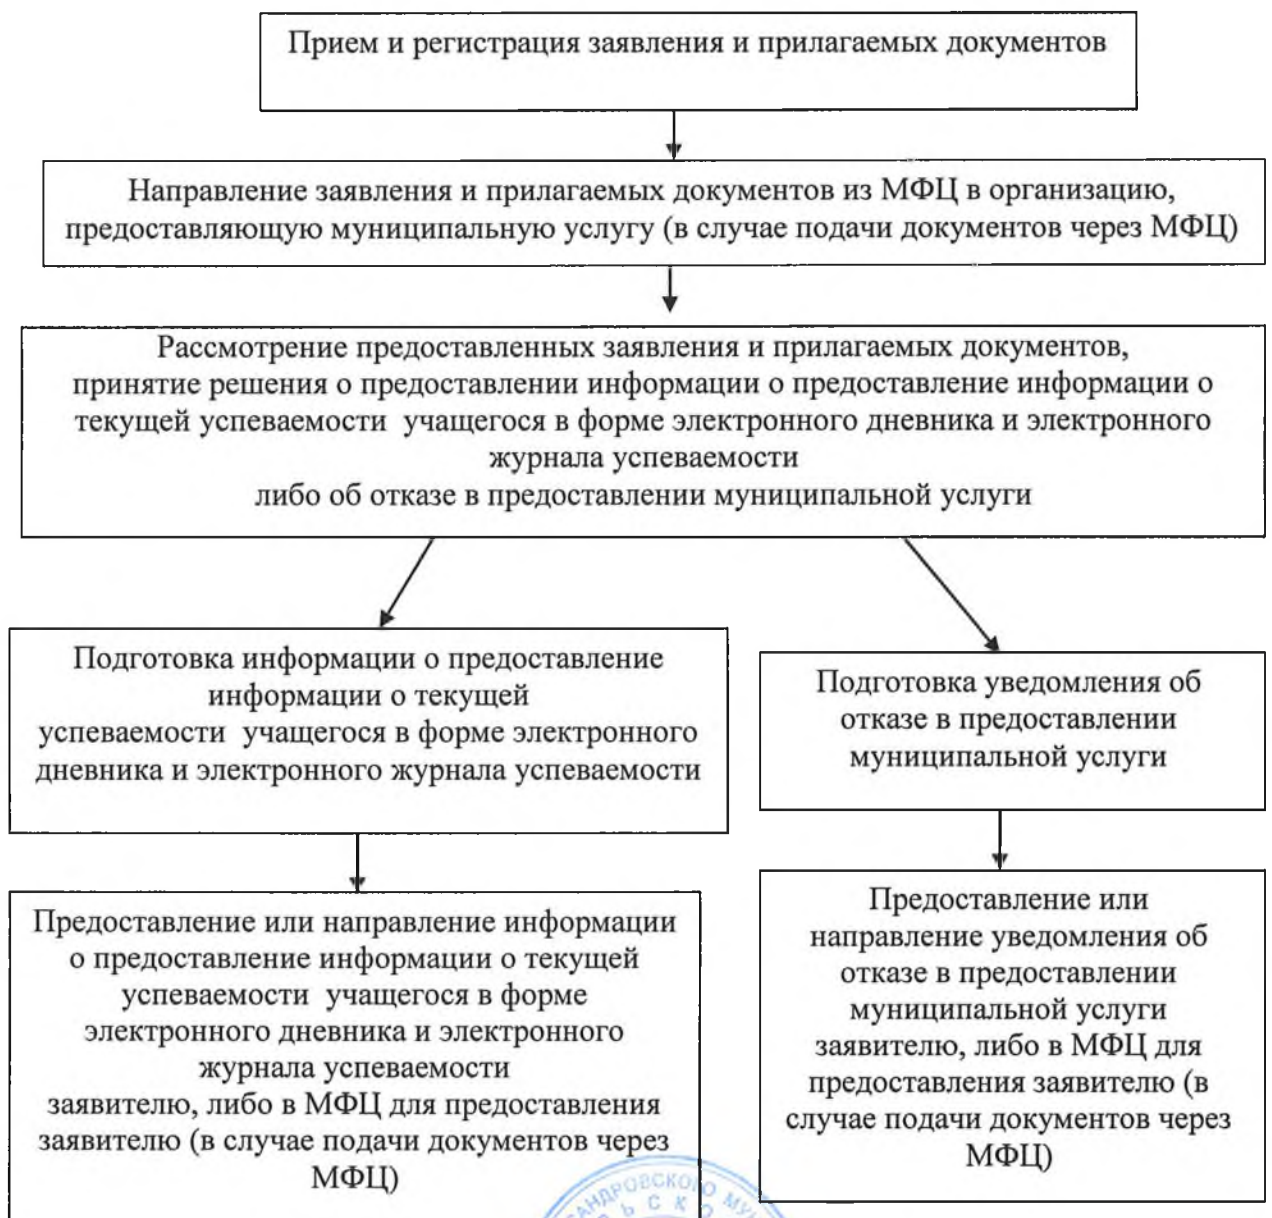 Прием и регистрация заявления и прилагаемых документов
Направление заявления и прилагаемых документов из МФЦ в организацию,
предоставляющую муниципальную услугу (в случае подачи документов через МФЦ)
Рассмотрение предоставленных заявления и прилагаемых документов,
принятие решения о предоставлении информации о предоставление информации о
текущей успеваемости учащегося в форме электронного дневника и электронного
журнала успеваемости
либо об отказе в предоставлении муниципальной услуги
Подготовка информации о предоставление
информации о текущей
успеваемости учащегося в форме электронного
дневника и электронного журнала успеваемости
Подготовка уведомления об
отказе в предоставлении
муниципальной услуги
Предоставление или направление информации
о предоставление информации о текущей
успеваемости учащегося в форме
электронного дневника и электронного
журнала успеваемости
заявителю, либо в МФЦ для предоставления
заявителю (в случае подачи документов через
МФЦ)
Предоставление или
направление уведомления об
отказе в предоставлении
муниципальной услуги
заявителю, либо в МФЦ для
предоставления заявителю (в
случае подачи документов через
МФЦ)